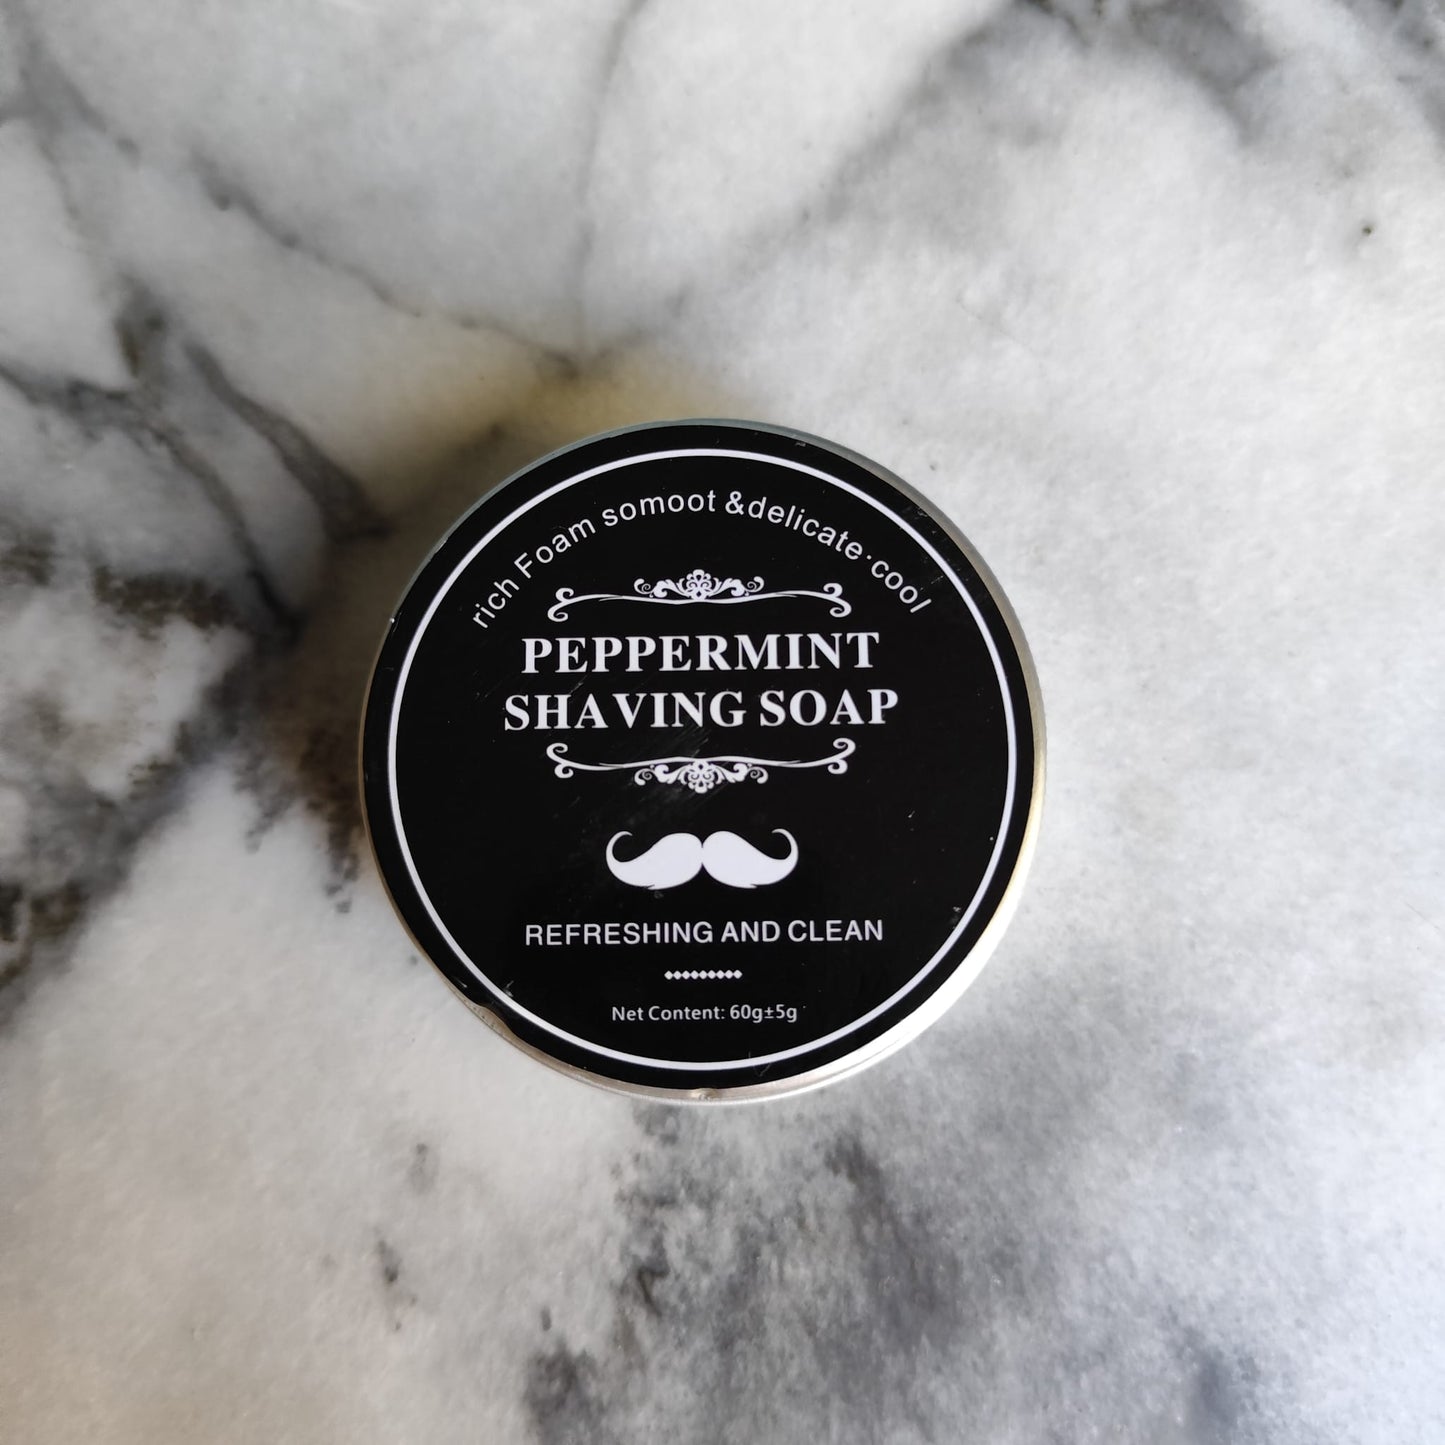 rich Foam somoot &delicate·cool
PEPPERMINT
SHAVING SOAP
REFRESHING AND CLEAN
Net Content: 60g±5g